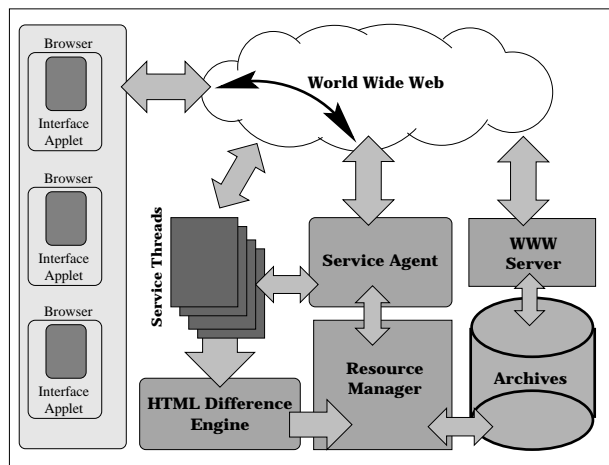 Browser
Interface
Applet
Browser
Interface
Applet
Browser
Interface
Applet
World Wide Web
Service Threads
Service Agent
WWW
Server
HTML Difference
Engine
Resource
Manager
Archives